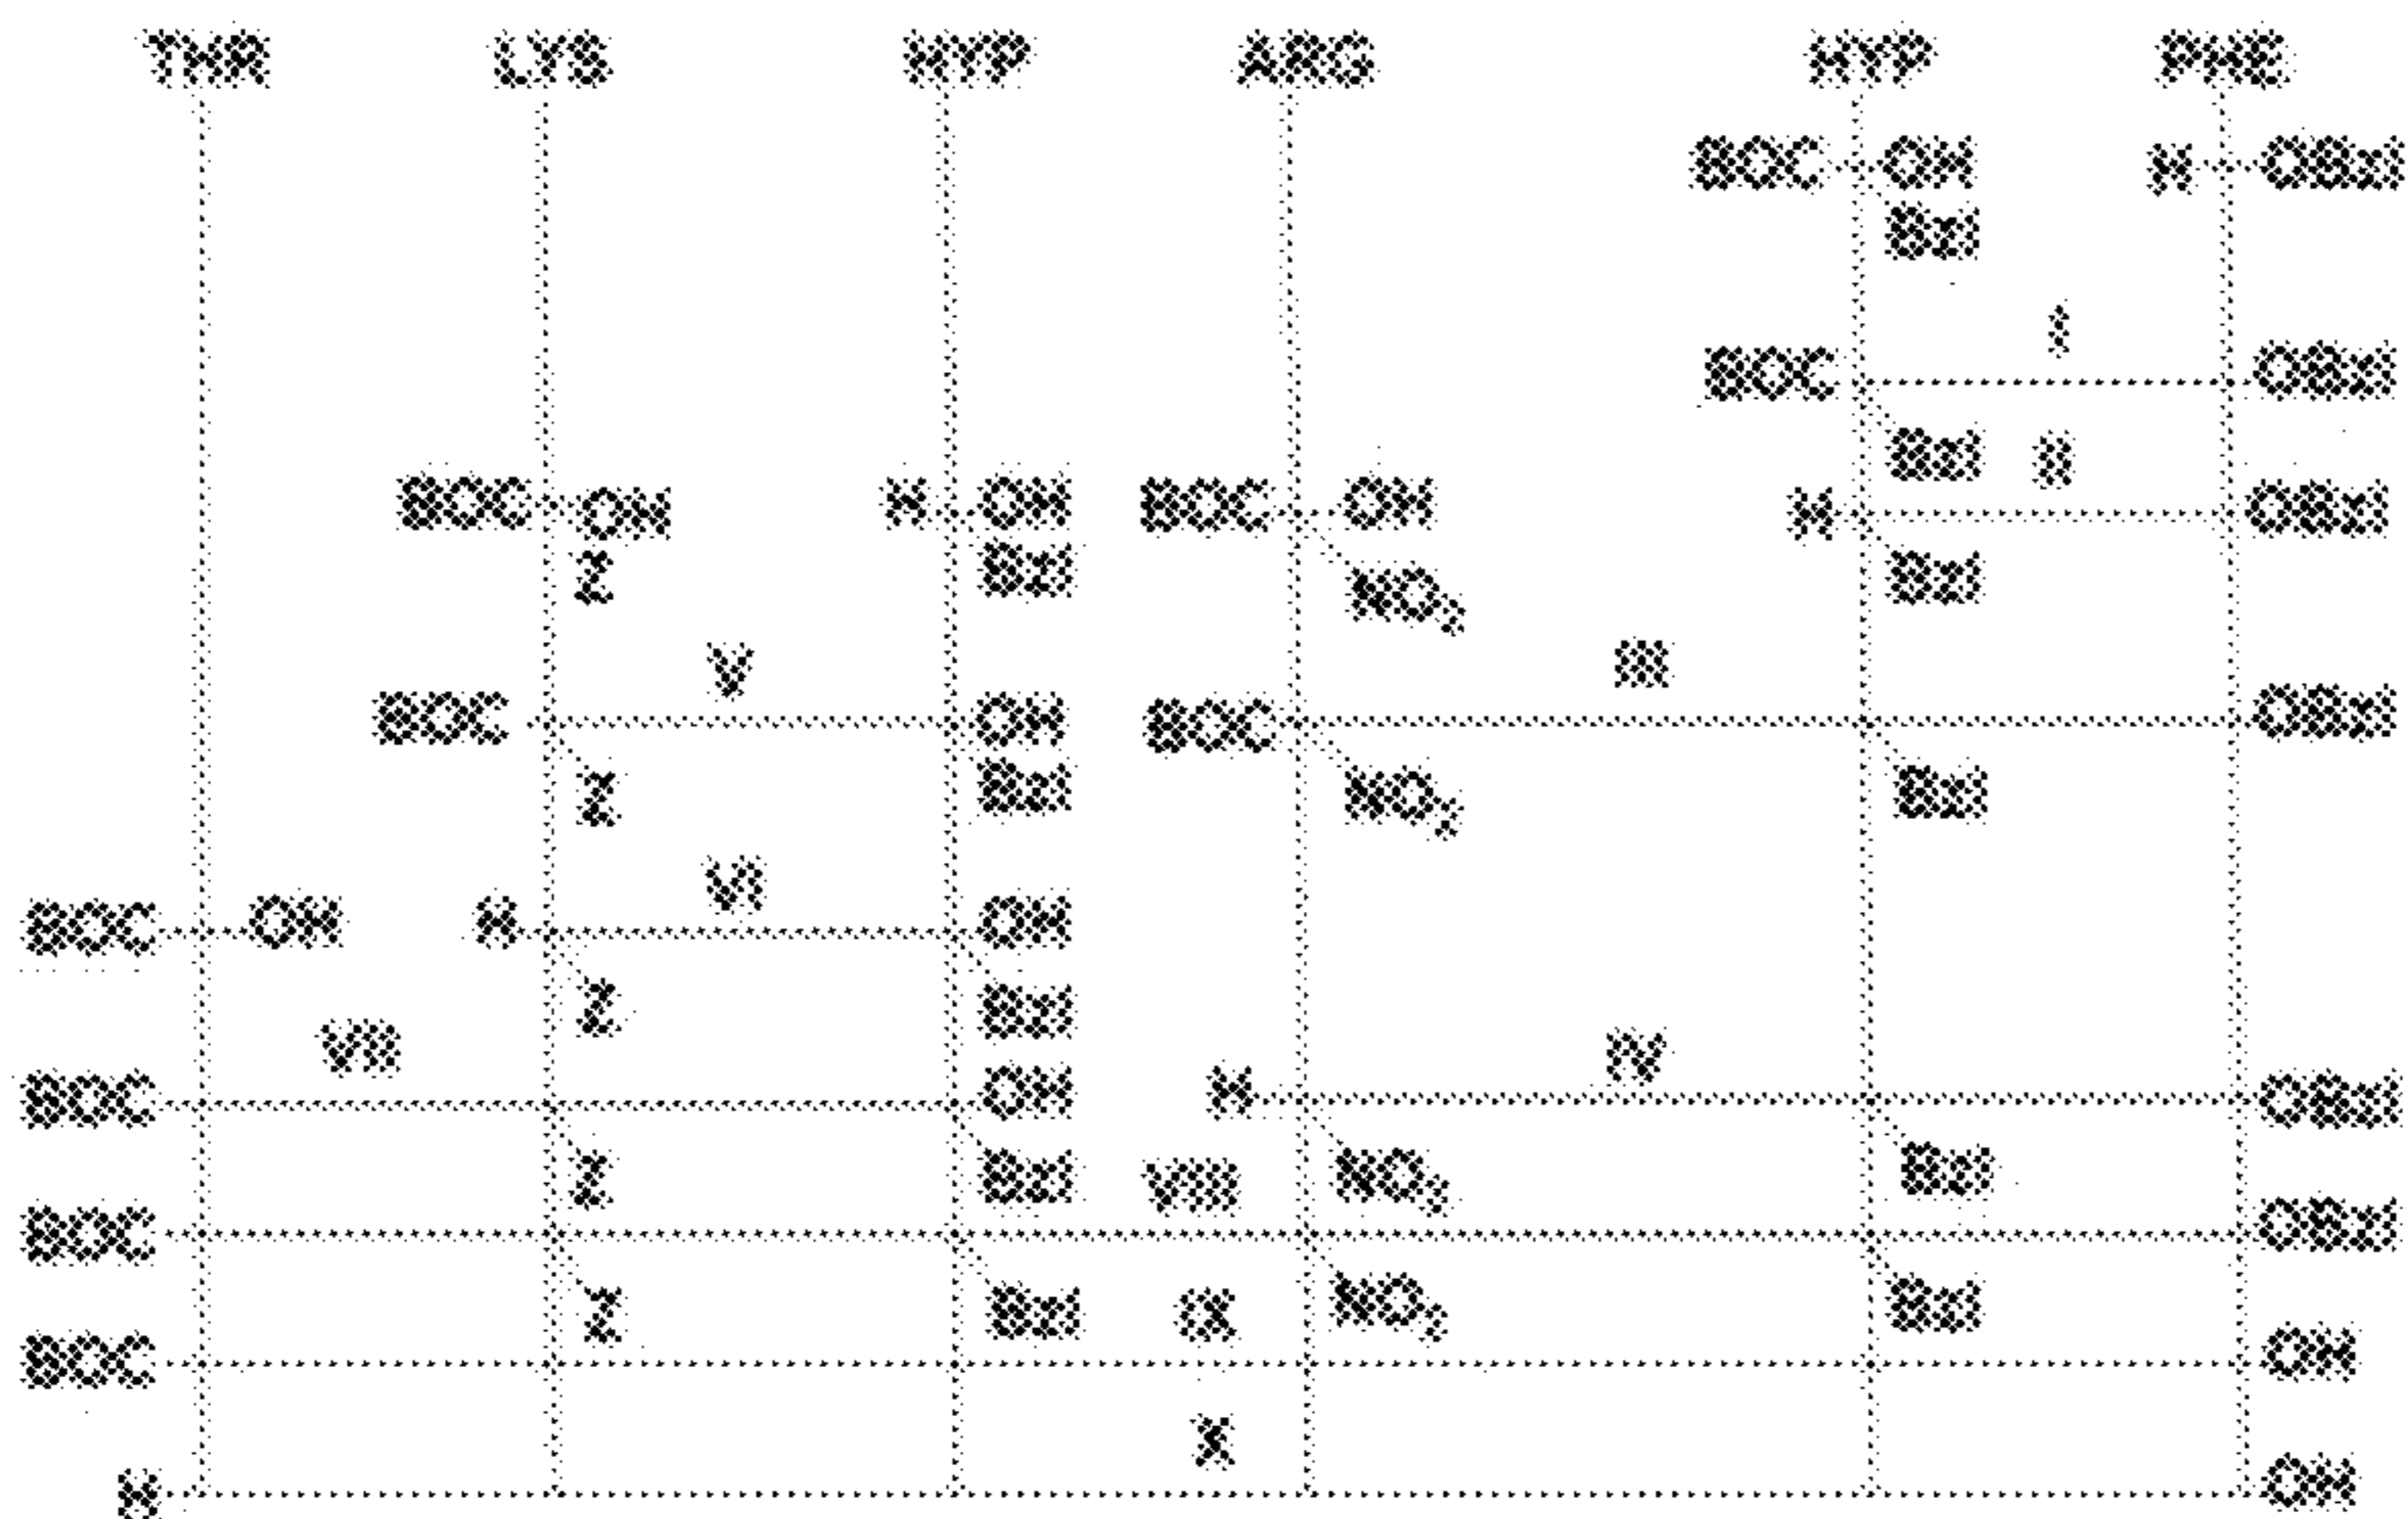 THR LYS HYP ARG HYP PHE
BOC OH H OBzl
Bzl
I
BOC OBzl
Bzl II
BOC OH H OH BOC OH H OBzl
Z Bzl NO₂ Bzl
V III
BOC OH BOC OBzl
Z Bzl NO₂ Bzl
VI
BOC OH H OH
Z Bzl
VII IV
BOC OH H OBzl
Z Bzl VIII NO₂ Bzl
BOC OBzl
Z Bzl IX NO₂ Bzl
BOC OH
X
H OH